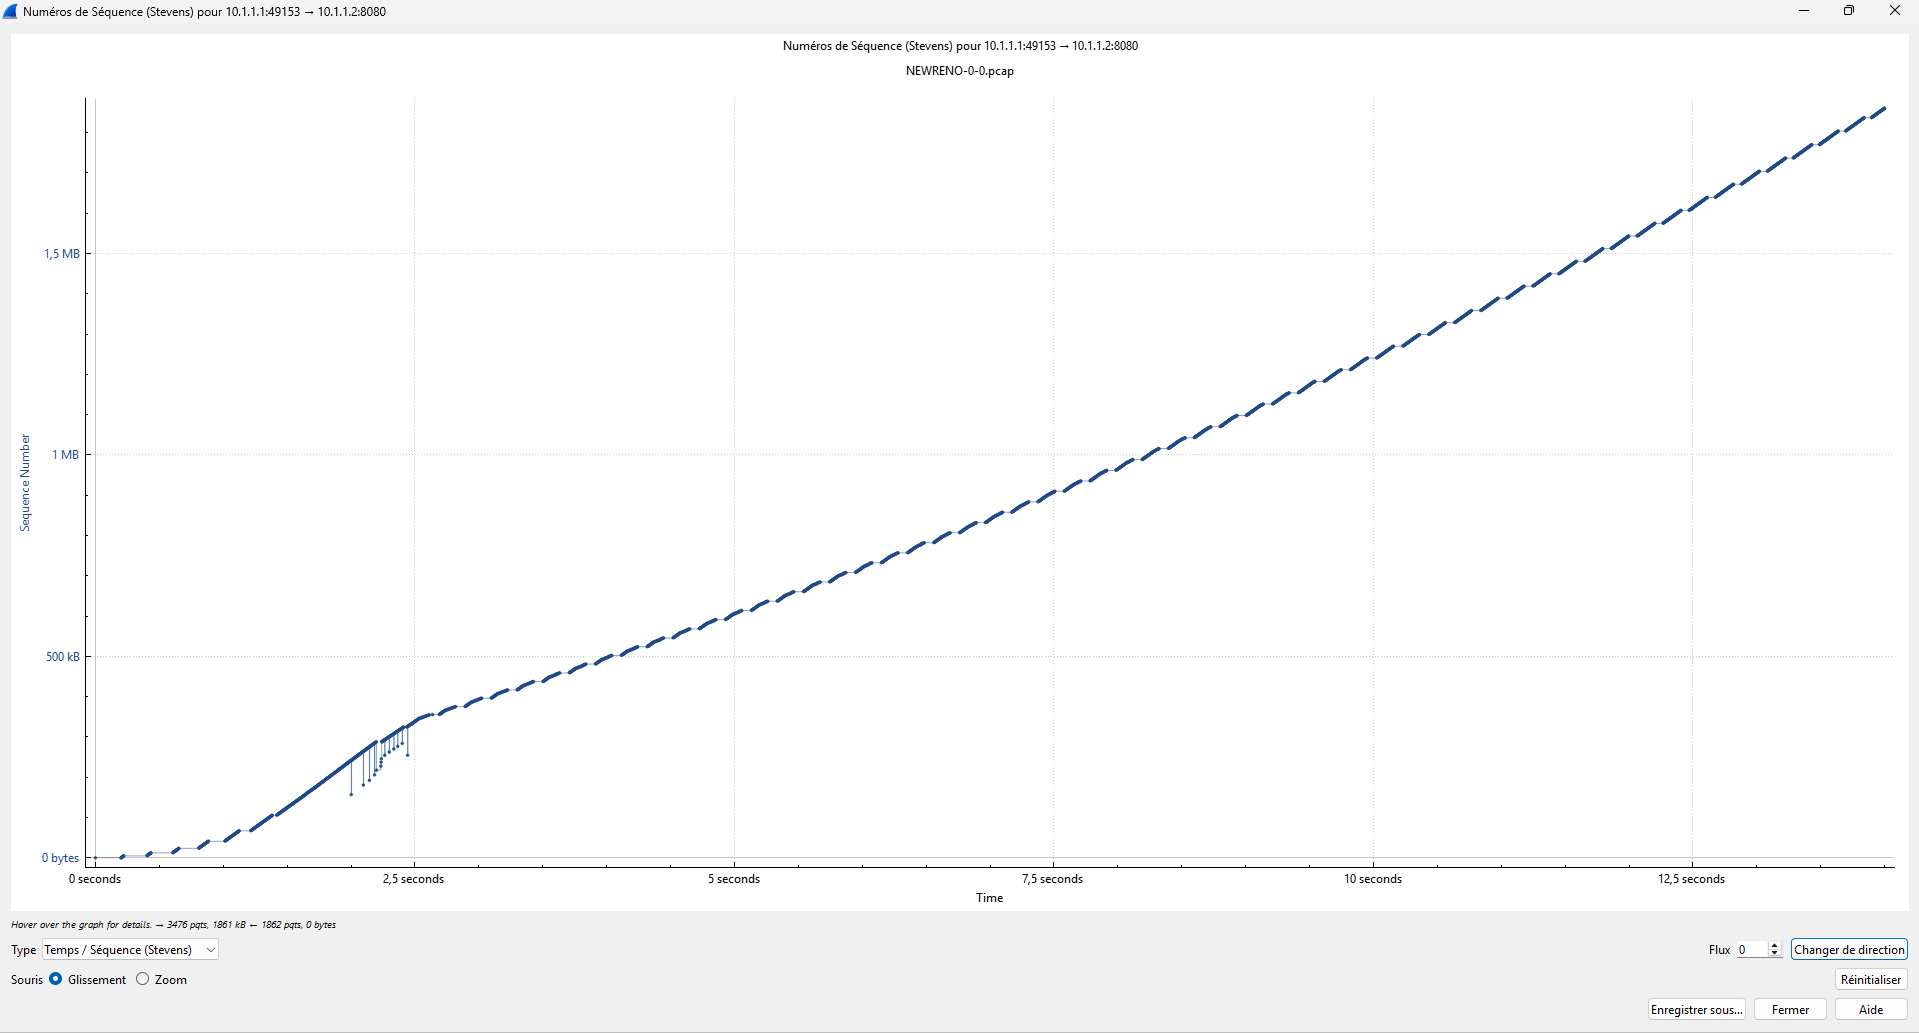 Numéros de Séquence (Stevens) pour 10.1.1.1:49153 → 10.1.1.2:8080
Numéros de Séquence (Stevens) pour 10.1.1.1:49153 → 10.1.1.2:8080
NEWRENO-0-0.pcap
1,5 MB
1 MB
500 kB
0 bytes
Sequence Number
0 seconds
2,5 seconds
5 seconds
7,5 seconds
10 seconds
12,5 seconds
Time
Hover over the graph for details. → 3476 pqts, 1861 kB ← 1862 pqts, 0 bytes
Type Temps / Séquence (Stevens)
Flux 0 Changer de direction
Souris Glissement Zoom
Réinitialiser
Enregistrer sous... Fermer Aide